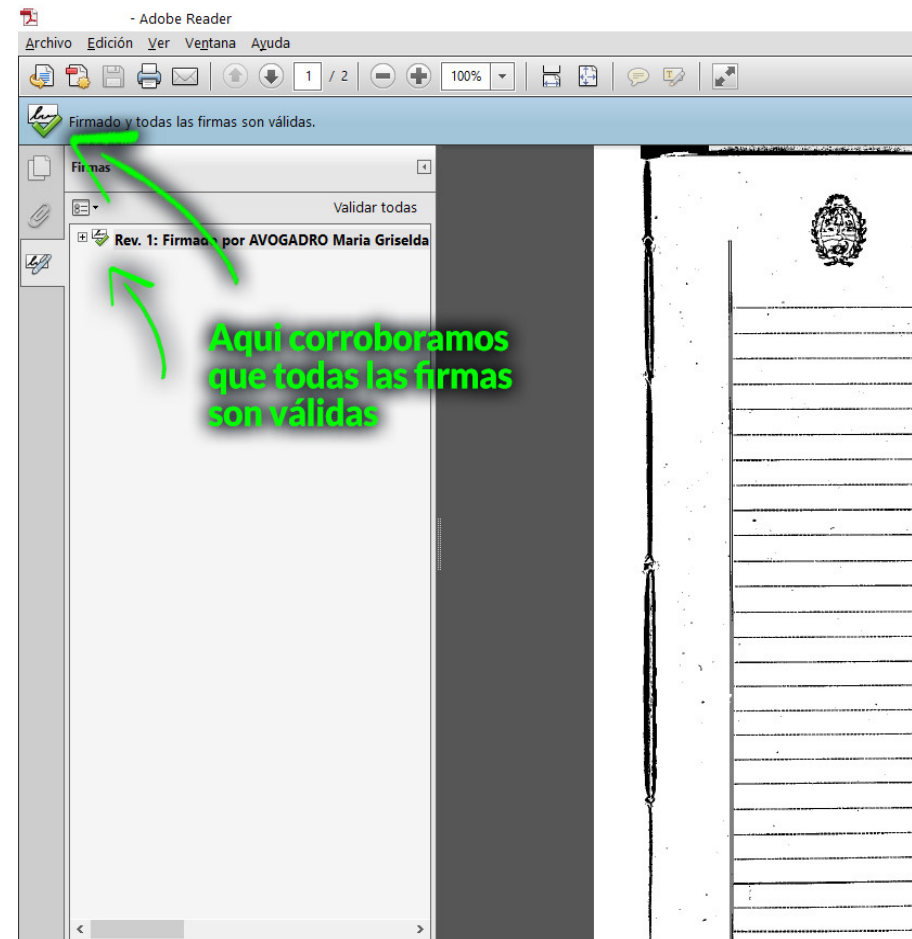 - Adobe Reader
Archivo Edición Ver Ventana Ayuda
1 / 2 100%
Firmado y todas las firmas son válidas.
Firmas
Validar todas
Rev. 1: Firmado por AVOGADRO Maria Griselda
Aqui corroboramos
que todas las firmas
son válidas